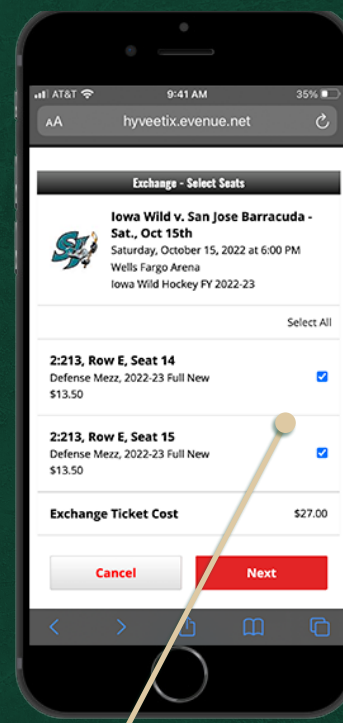 AT&T 9:41 AM 35%
AA hyveetix.evenue.net
Exchange - Select Seats
Iowa Wild v. San Jose Barracuda -
Sat., Oct 15th
Saturday, October 15, 2022 at 6:00 PM
Wells Fargo Arena
Iowa Wild Hockey FY 2022-23
SJ
Select All
2:213, Row E, Seat 14
Defense Mezz, 2022-23 Full New
$13.50
2:213, Row E, Seat 15
Defense Mezz, 2022-23 Full New
$13.50
Exchange Ticket Cost $27.00
Cancel Next